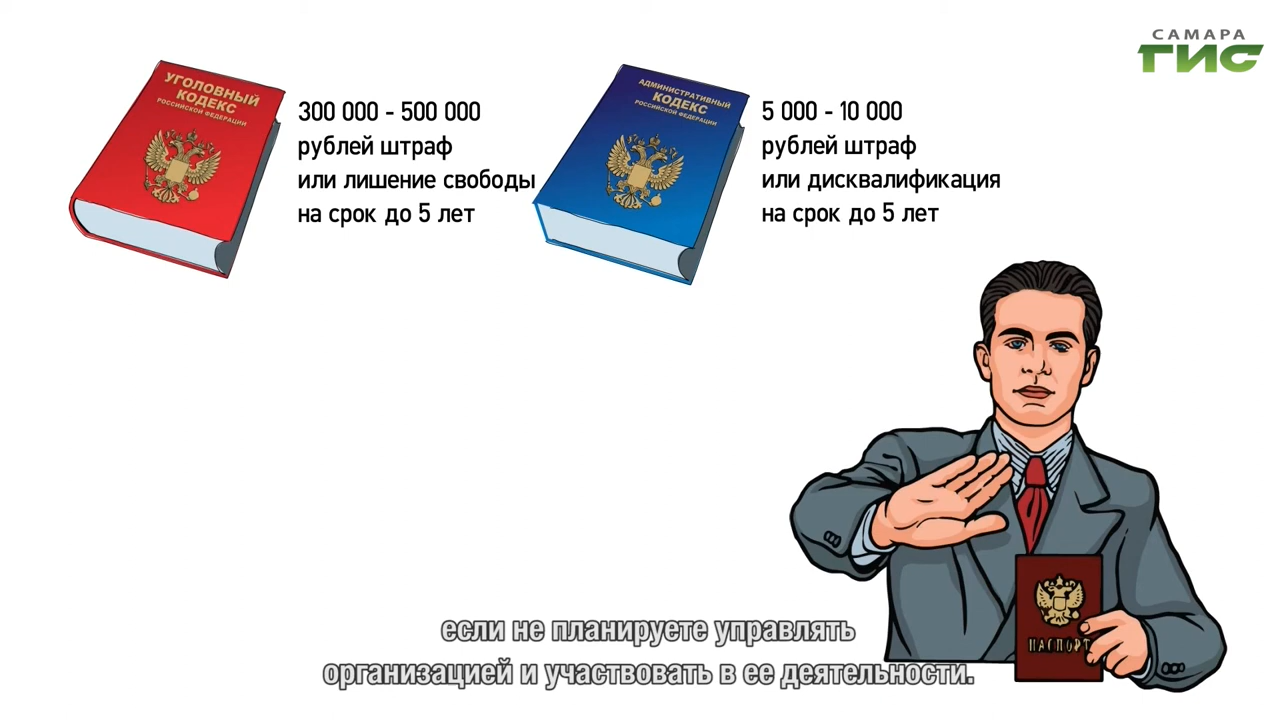 САМАРА
ГИС
УГОЛОВНЫЙ
КОДЕКС
РОССИЙСКОЙ ФЕДЕРАЦИИ
300 000 - 500 000
рублей штраф
или лишение свободы
на срок до 5 лет
АДМИНИСТРАТИВНЫЙ
КОДЕКС
РОССИЙСКОЙ ФЕДЕРАЦИИ
5 000 - 10 000
рублей штраф
или дисквалификация
на срок до 5 лет
ПАСПОРТ
если не планируете управлять
организацией и участвовать в ее деятельности.